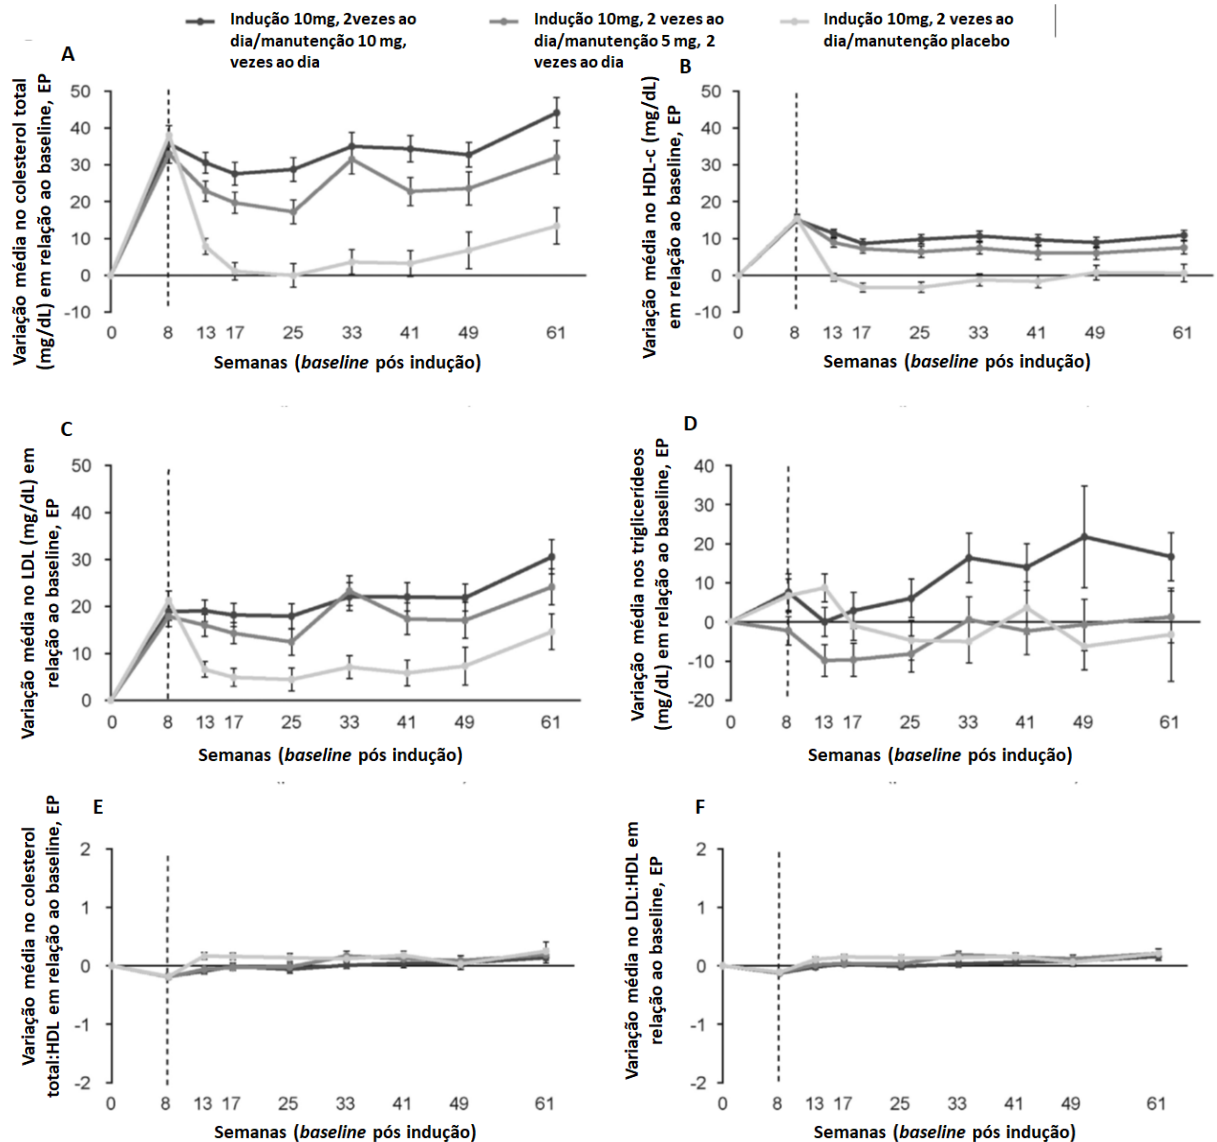 Indução 10mg, 2vezes ao
dia/manutenção 10 mg,
vezes ao dia
Indução 10mg, 2 vezes ao
dia/manutenção 5 mg, 2
vezes ao dia
Indução 10mg, 2 vezes ao
dia/manutenção placebo
A
Variação média no colesterol total
(mg/dL) em relação ao baseline, EP
50
40
30
20
10
0
-10
0 8 13 17 25 33 41 49 61
Semanas (baseline pós indução)
B
Variação média no HDL-c (mg/dL)
em relação ao baseline, EP
50
40
30
20
10
0
-10
0 8 13 17 25 33 41 49 61
Semanas (baseline pós indução)
C
Variação média no LDL (mg/dL) em
relação ao baseline, EP
50
40
30
20
10
0
0 8 13 17 25 33 41 49 61
Semanas (baseline pós indução)
D
Variação média nos triglicerídeos
(mg/dL) em relação ao baseline, EP
40
30
20
10
0
-10
-20
0 8 13 17 25 33 41 49 61
Semanas (baseline pós indução)
E
Variação média no colesterol
total:HDL em relação ao baseline, EP
2
1
0
-1
-2
0 8 13 17 25 33 41 49 61
Semanas (baseline pós indução)
F
Variação média no LDL:HDL em
relação ao baseline, EP
2
1
0
-1
-2
0 8 13 17 25 33 41 49 61
Semanas (baseline pós indução)